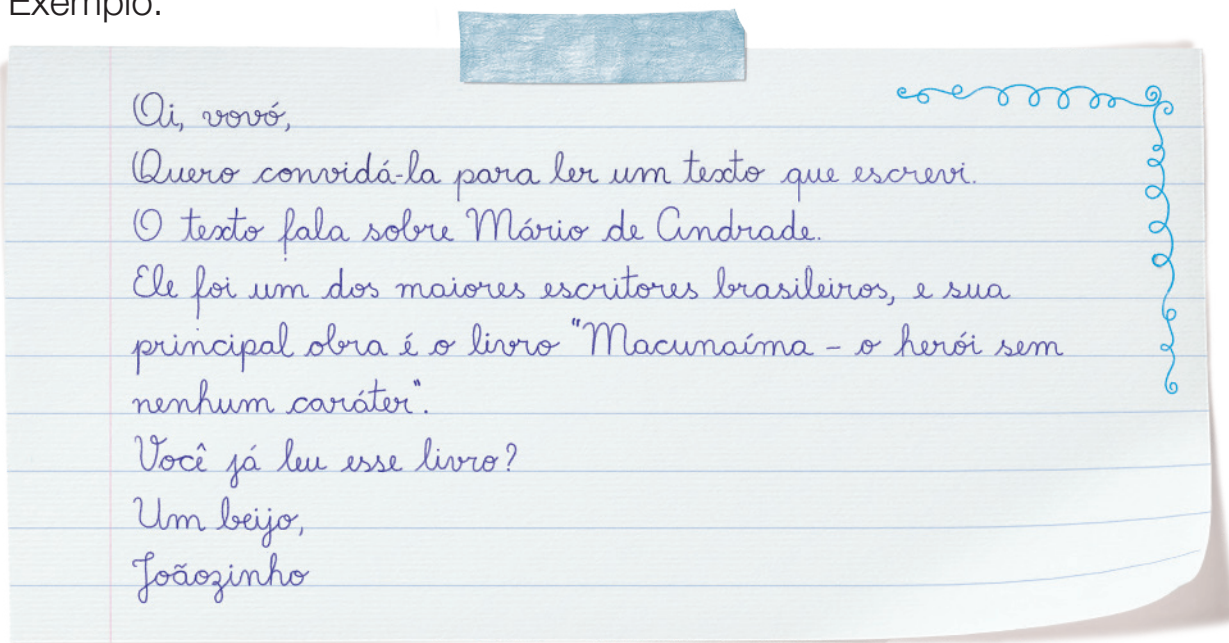 Exemplo:
Oi, vovó,
Quero convidá-la para ler um texto que escrevi.
O texto fala sobre Mário de Andrade.
Ele foi um dos maiores escritores brasileiros, e sua
principal obra é o livro "Macunaíma - o herói sem
nenhum caráter".
Você já leu esse livro?
Um beijo,
Joãozinho